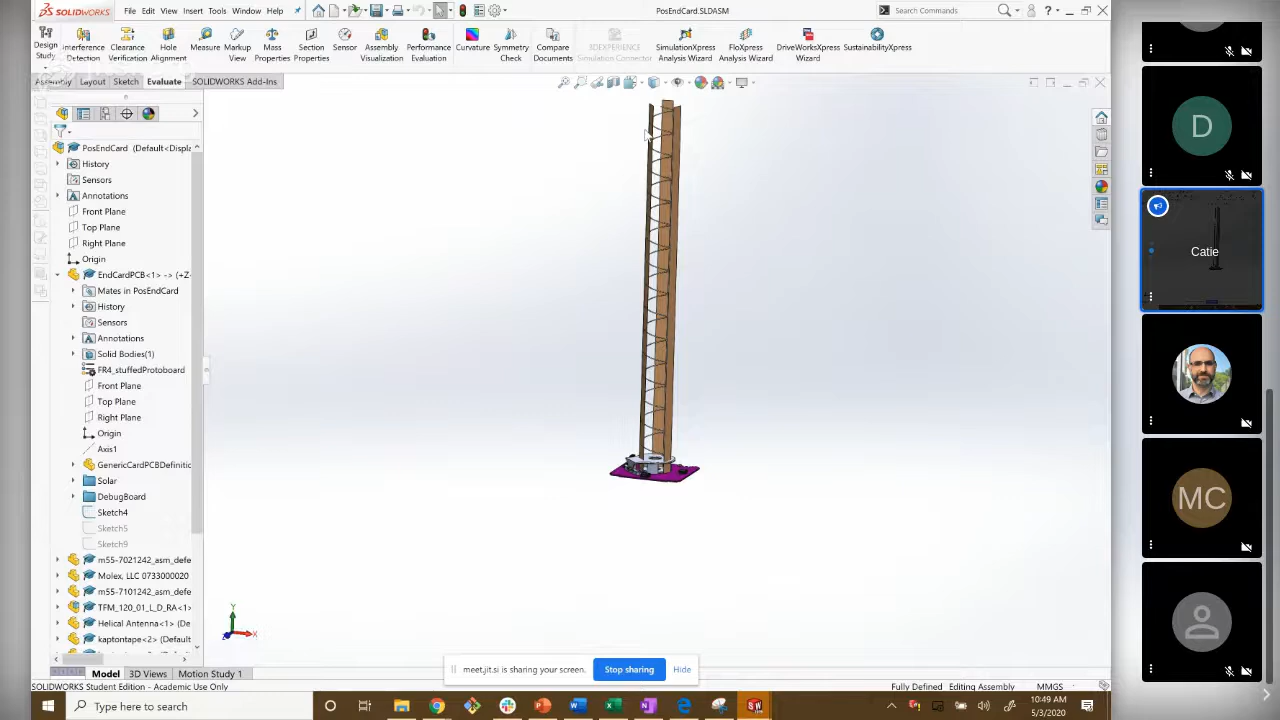 SOLIDWORKS File Edit View Insert Tools Window Help PosEndCard.SLDASM Search Commands
Design Study
Interference Detection
Clearance Verification
Hole Alignment
Measure
Markup View
Mass Properties
Section Properties
Sensor
Assembly Visualization
Performance Evaluation
Curvature
Symmetry Check
Compare Documents
3DEXPERIENCE Simulation Connector
SimulationXpress Analysis Wizard
FloXpress Analysis Wizard
DriveWorksXpress Wizard
SustainabilityXpress
Assembly Layout Sketch Evaluate SOLIDWORKS Add-Ins
PosEndCard (Default<Displa
History
Sensors
Annotations
Front Plane
Top Plane
Right Plane
Origin
EndCardPCB<1> -> (+Z-
Mates in PosEndCard
History
Sensors
Annotations
Solid Bodies(1)
FR4_stuffedProtoboard
Front Plane
Top Plane
Right Plane
Origin
Axis1
GenericCardPCBDefinitic
Solar
DebugBoard
Sketch4
Sketch5
Sketch9
m55-7021242_asm_defe
Molex, LLC 0733000020
m55-7101242_asm_defe
TFM_120_01_L_D_RA<1>
Helical Antenna<1> (De
kaptontape<2> (Default
Y
X
Z
D
Catie
MC
meet.jit.si is sharing your screen. Stop sharing Hide
Model 3D Views Motion Study 1
SOLIDWORKS Student Edition - Academic Use Only Fully Defined Editing Assembly MMGS
Type here to search
10:49 AM
5/3/2020